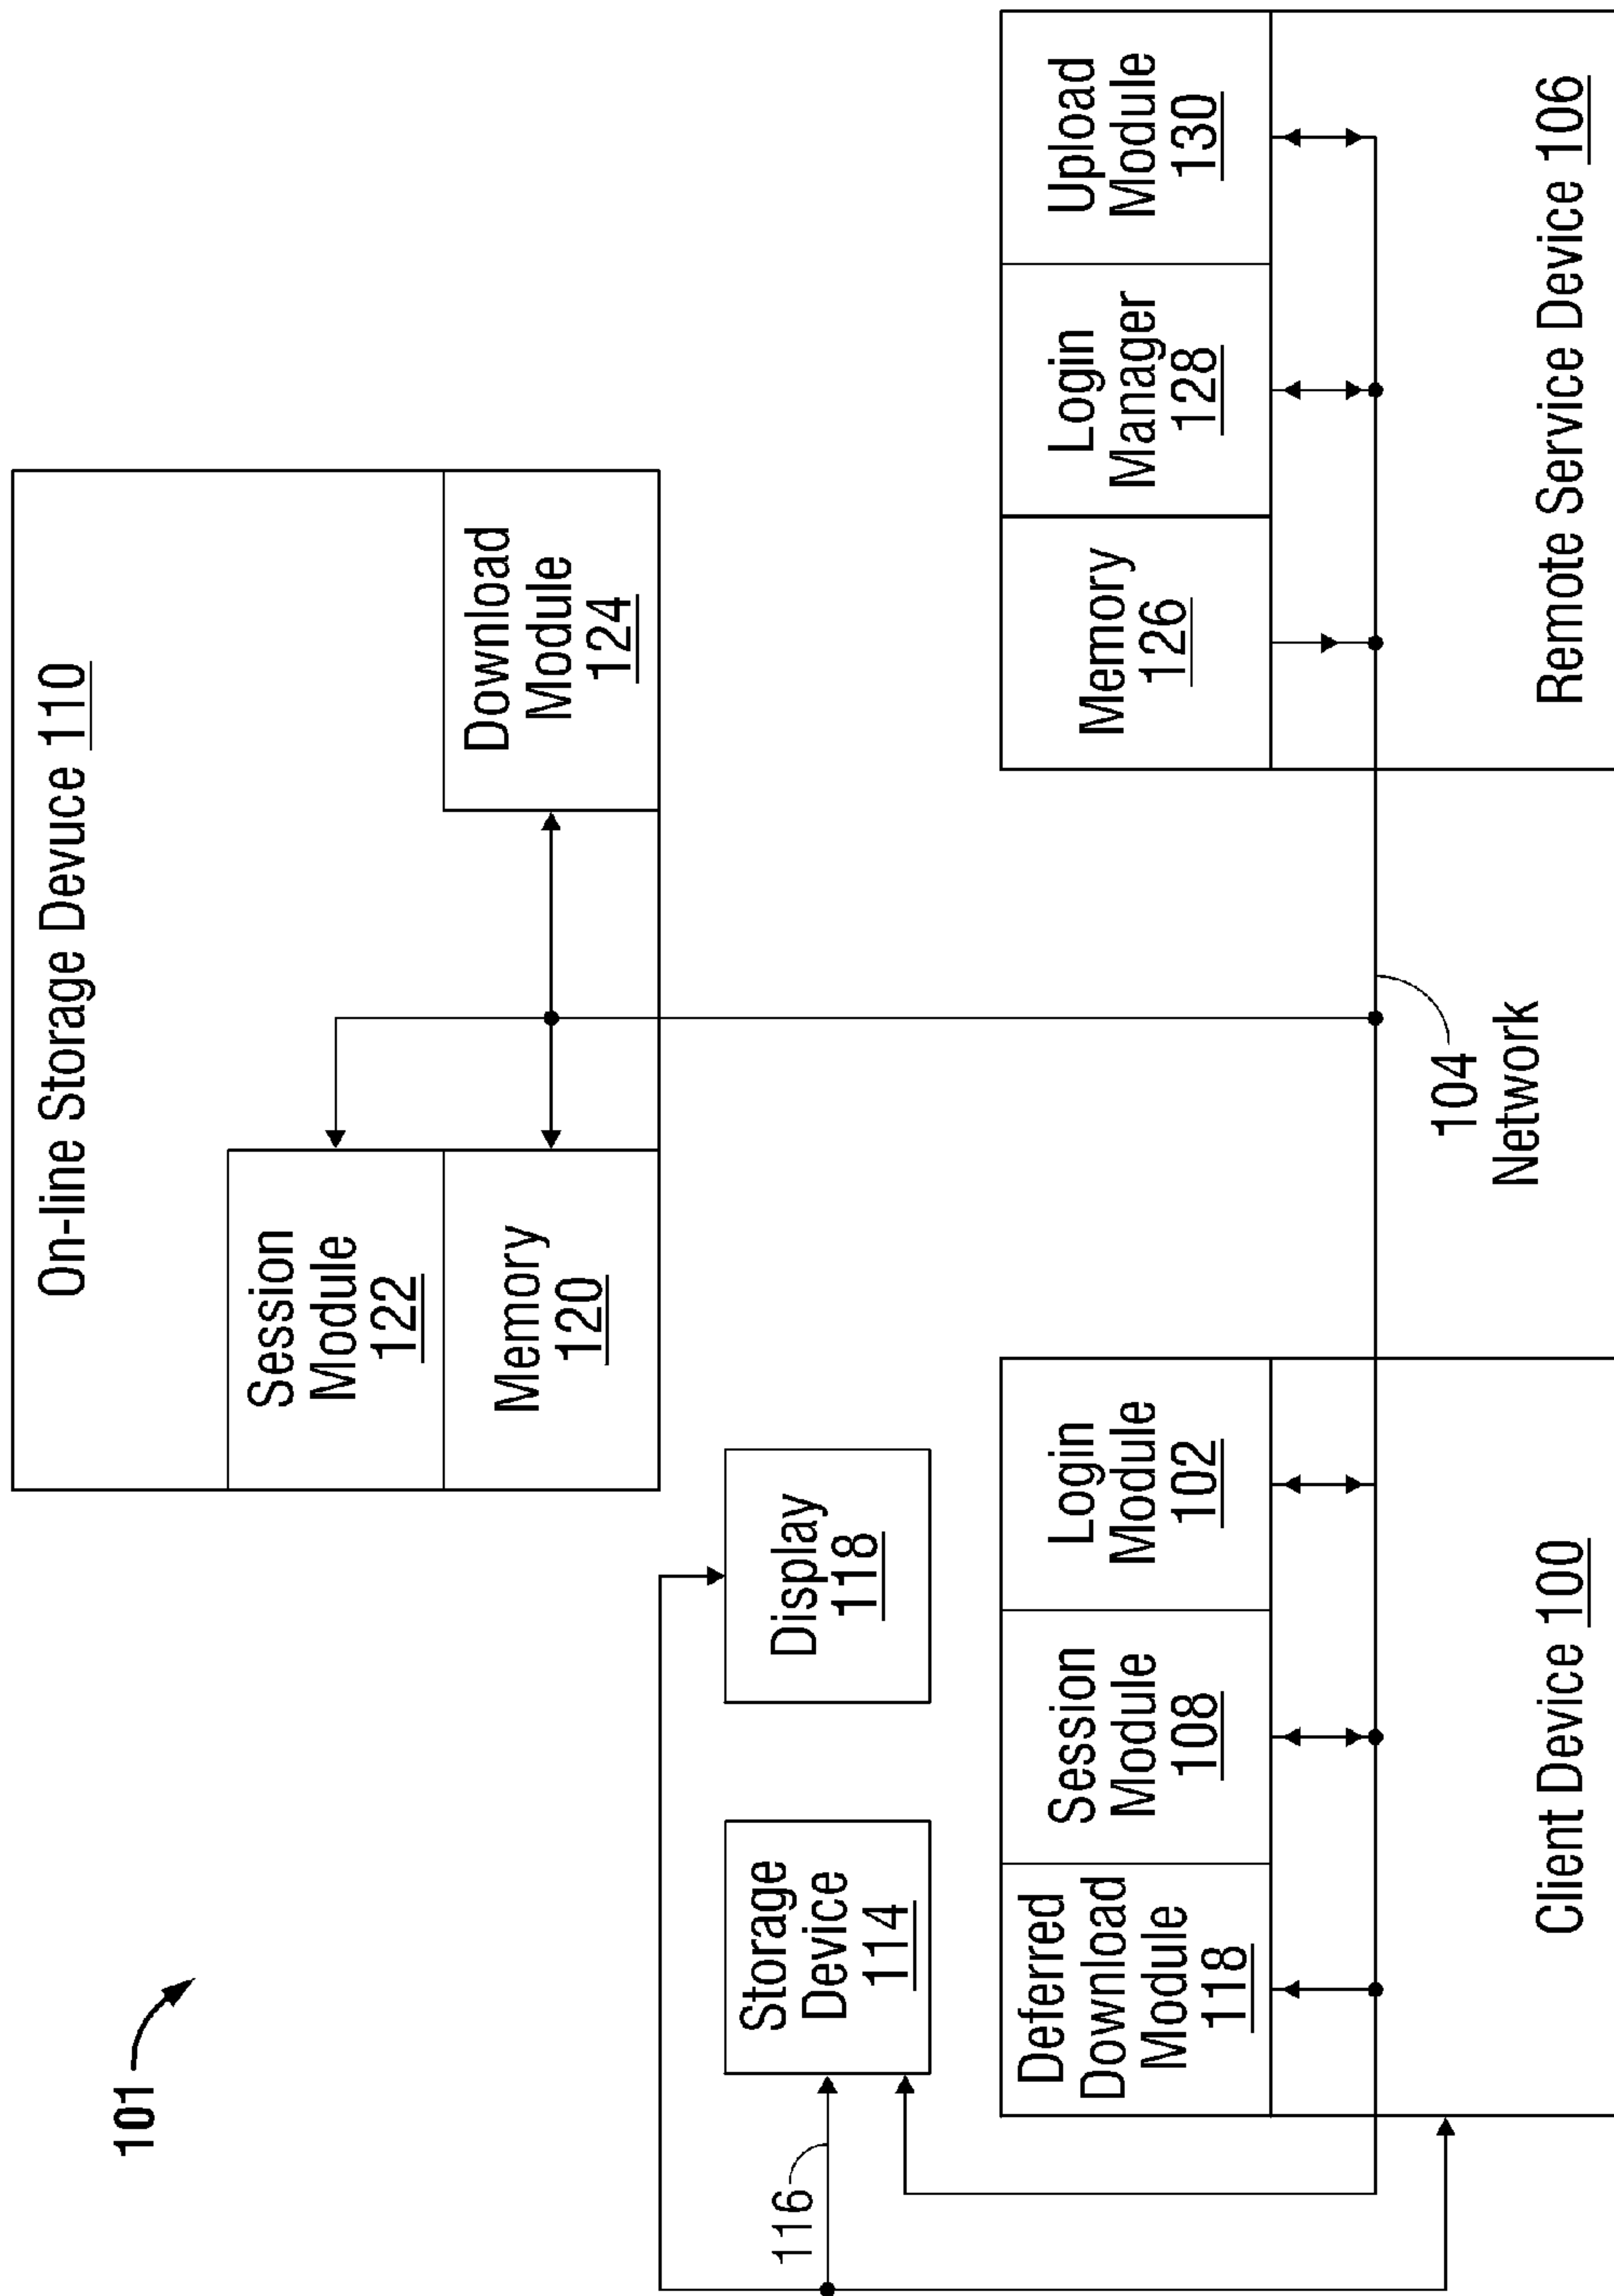 101
On-line Storage Devuce 110
Session
Module
122
Memory
120
Download
Module
124
116
Storage
Device
114
Display
118
Deferred
Download
Module
118
Session
Module
108
Login
Module
102
Client Device 100
104
Network
Memory
126
Login
Manager
128
Upload
Module
130
Remote Service Device 106